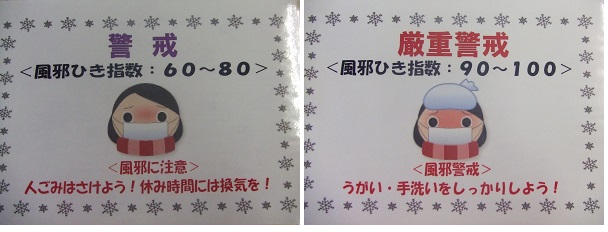 警戒
＜風邪ひき指数：６０～８０＞
＜風邪に注意＞
人ごみはさけよう！休み時間には換気を！
厳重警戒
＜風邪ひき指数：９０～１００＞
＜風邪警戒＞
うがい・手洗いをしっかりしよう！